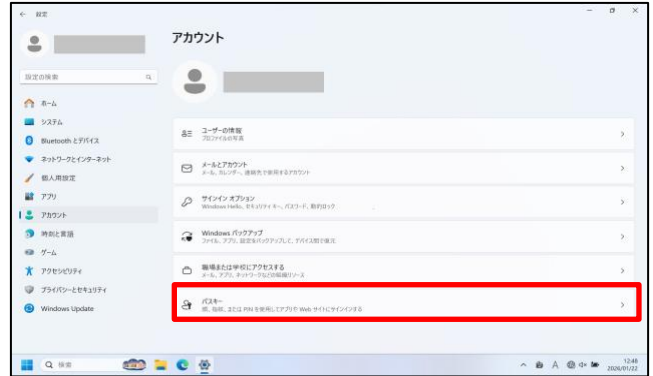 ← 設定
アカウント
設定の検索
ホーム
システム
Bluetooth とデバイス
ネットワークとインターネット
個人用設定
アプリ
アカウント
時刻と言語
ゲーム
アクセシビリティ
プライバシーとセキュリティ
Windows Update
ユーザーの情報
プロファイルの写真
メールとアカウント
メール、カレンダー、連絡先で使用するアカウント
サインイン オプション
Windows Hello、セキュリティ キー、パスワード、動的ロック
Windows バックアップ
ファイル、アプリ、設定をバックアップして、デバイス間で復元
職場または学校にアクセスする
メール、アプリ、ネットワークなどの組織リソース
パスキー
顔、指紋、または PIN を使用してアプリや Web サイトにサインインする
検索
A
12:48
2026/01/22